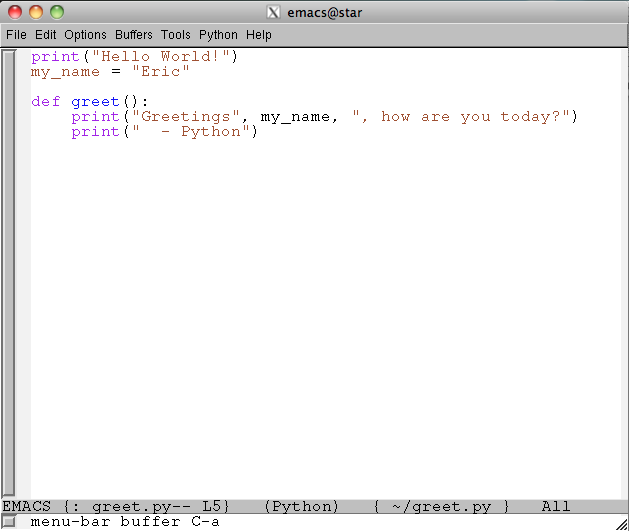 emacs@star
File Edit Options Buffers Tools Python Help
print("Hello World!")
my_name = "Eric"
def greet():
    print("Greetings", my_name, ", how are you today?")
    print("  - Python")
EMACS {: greet.py-- L5}   (Python)   { ~/greet.py }   All
menu-bar buffer C-a